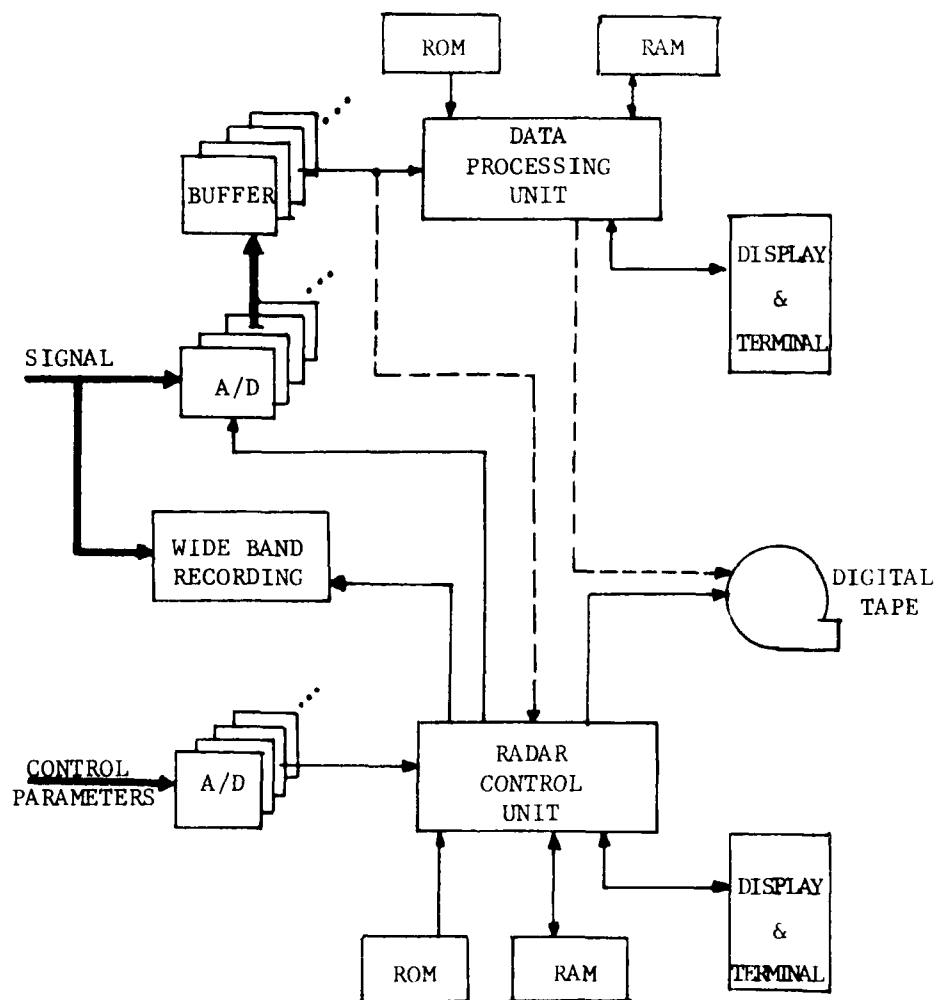 ROM
RAM
DATA
PROCESSING
UNIT
BUFFER
DISPLAY
&
TERMINAL
SIGNAL
A/D
WIDE BAND
RECORDING
DIGITAL
TAPE
CONTROL
PARAMETERS
A/D
RADAR
CONTROL
UNIT
DISPLAY
&
TERMINAL
ROM
RAM